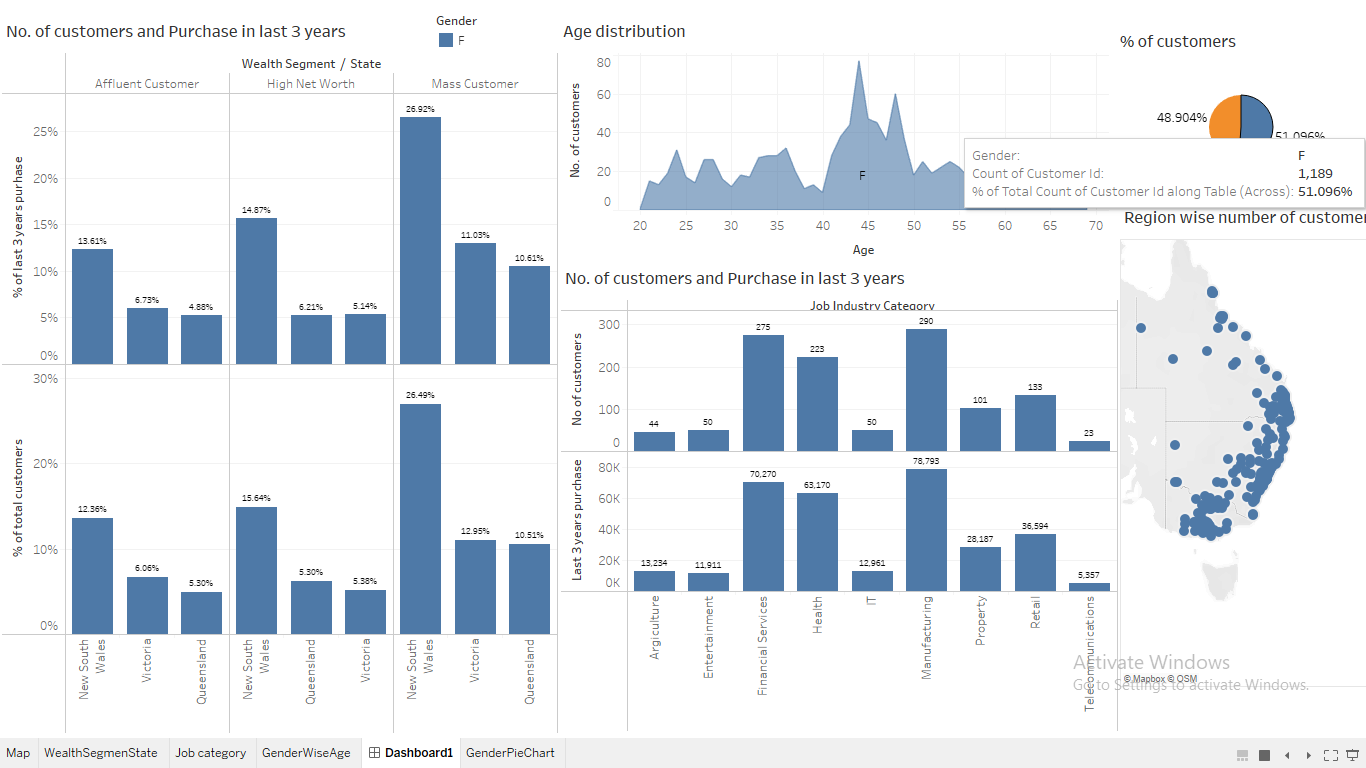 No. of customers and Purchase in last 3 years
Gender
F
Wealth Segment / State
Affluent Customer
High Net Worth
Mass Customer
% of last 3 years purhase
25%
20%
15%
10%
5%
0%
13.61%
6.73%
4.88%
14.87%
6.21%
5.14%
26.92%
11.03%
10.61%
% of total customers
30%
20%
10%
0%
12.36%
6.06%
5.30%
15.64%
5.30%
5.38%
26.49%
12.95%
10.51%
New South
Wales
Victoria
Queensland
New South
Wales
Queensland
Victoria
New South
Wales
Victoria
Queensland
Age distribution
No. of customers
80
60
40
20
0
F
20
25
30
35
40
45
50
55
60
65
70
Age
No. of customers and Purchase in last 3 years
Job Industry Category
No of customers
300
200
100
0
44
50
275
223
50
290
101
133
23
Last 3 years purchase
80K
60K
40K
20K
0K
13,234
11,911
70,270
63,170
12,961
78,793
28,187
36,594
5,357
Argiculture
Entertainment
Financial Services
Health
IT
Manufacturing
Property
Retail
Telecommunications
% of customers
48.904%
51.096%
Gender: F
Count of Customer Id: 1,189
% of Total Count of Customer Id along Table (Across): 51.096%
Region wise number of customer
© Mapbox © OSM
Activate Windows
Go to Settings to activate Windows.
Map
WealthSegmenState
Job category
GenderWiseAge
Dashboard1
GenderPieChart